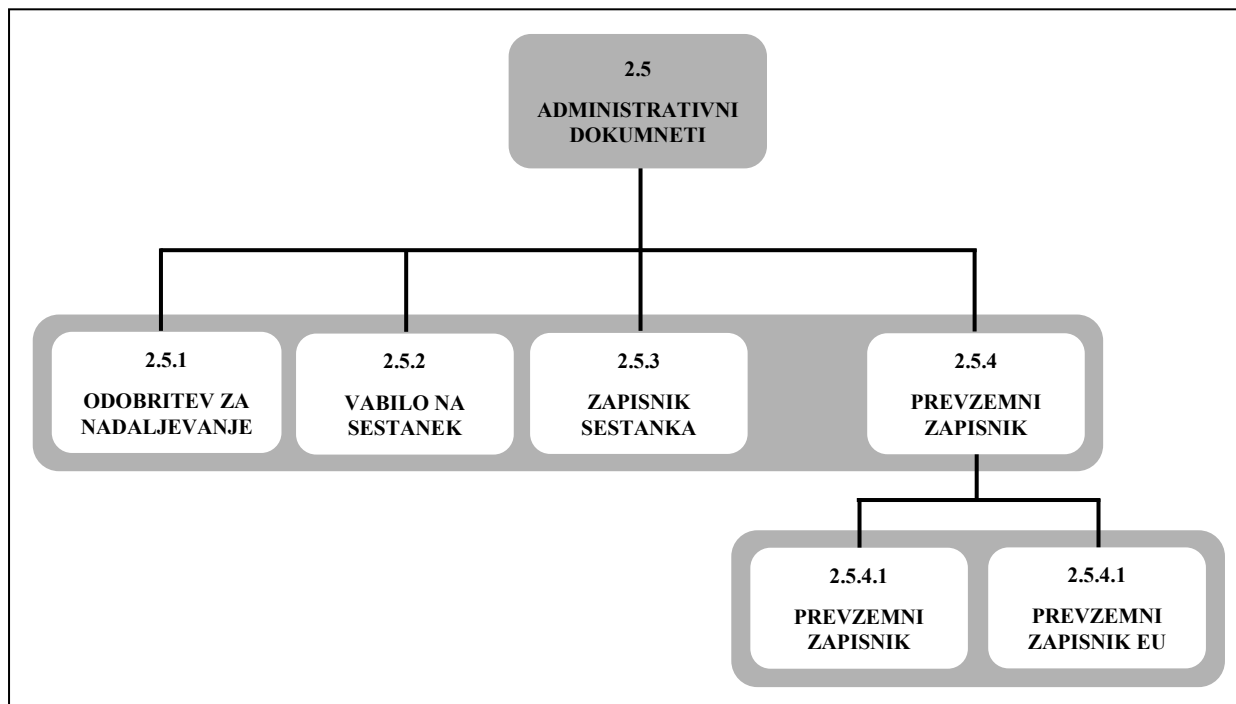 2.5
ADMINISTRATIVNI
DOKUMNETI
2.5.1
ODOBRITEV ZA
NADALJEVANJE
2.5.2
VABILO NA
SESTANEK
2.5.3
ZAPISNIK
SESTANKA
2.5.4
PREVZEMNI
ZAPISNIK
2.5.4.1
PREVZEMNI
ZAPISNIK
2.5.4.1
PREVZEMNI
ZAPISNIK EU